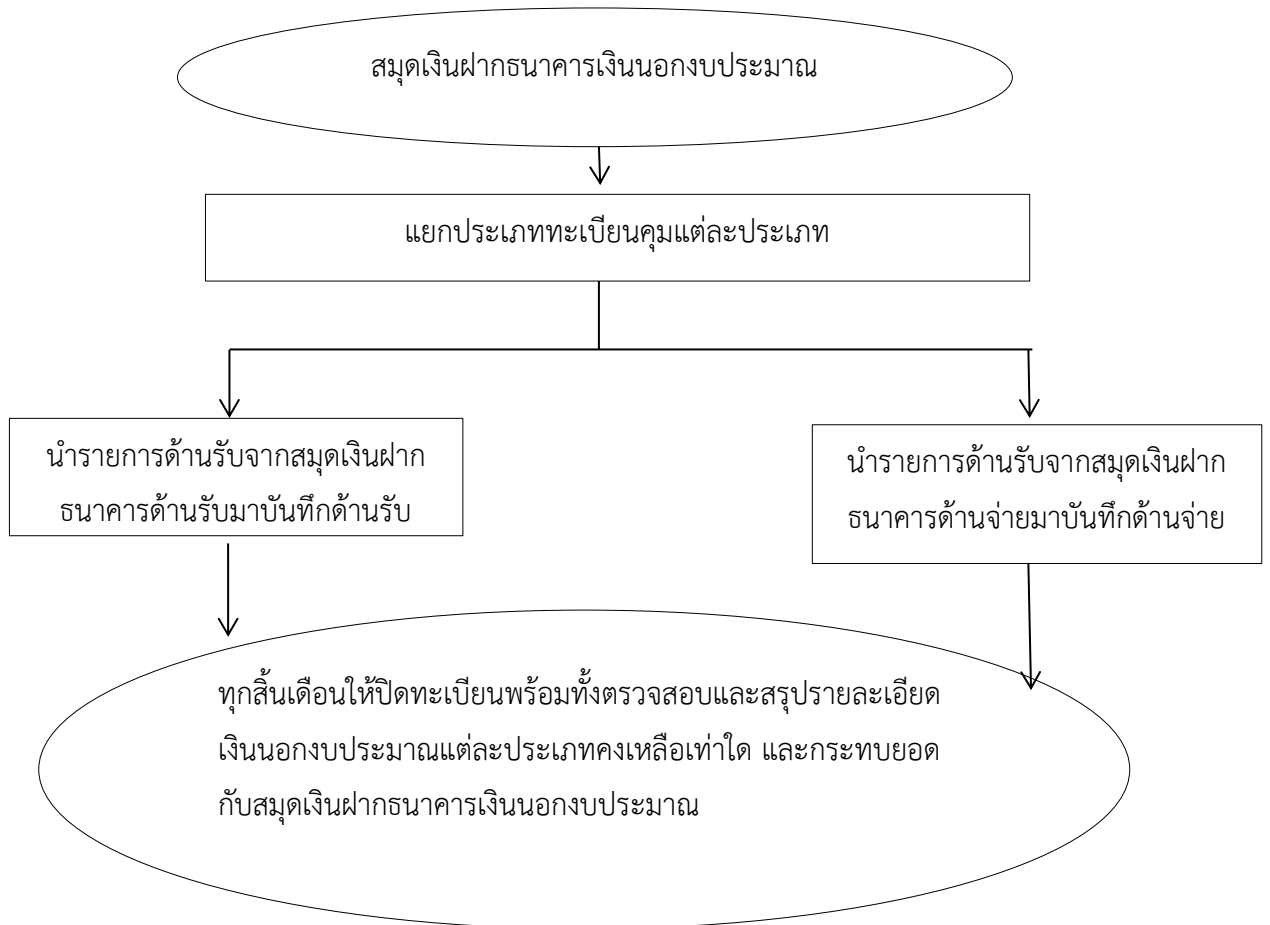 สมุดเงินฝากธนาคารเงินนอกงบประมาณ
แยกประเภททะเบียนคุมแต่ละประเภท
นำรายการด้านรับจากสมุดเงินฝาก
ธนาคารด้านรับมาบันทึกด้านรับ
นำรายการด้านรับจากสมุดเงินฝาก
ธนาคารด้านจ่ายมาบันทึกด้านจ่าย
ทุกสิ้นเดือนให้ปิดทะเบียนพร้อมทั้งตรวจสอบและสรุปรายละเอียด
เงินนอกงบประมาณแต่ละประเภทคงเหลือเท่าใด และกระทบยอด
กับสมุดเงินฝากธนาคารเงินนอกงบประมาณ